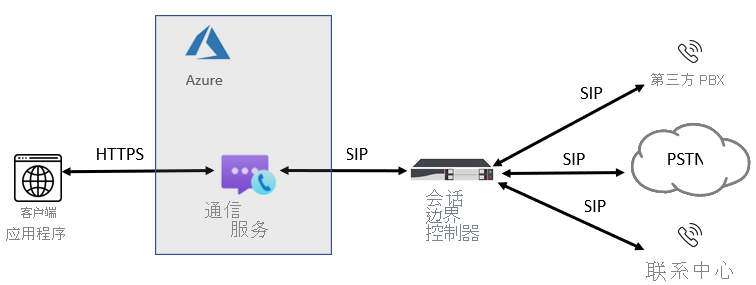 Azure
HTTPS
客户端
应用程序
通信
服务
SIP
会话
边界
控制器
SIP
第三方 PBX
SIP
PSTN
SIP
联系中心